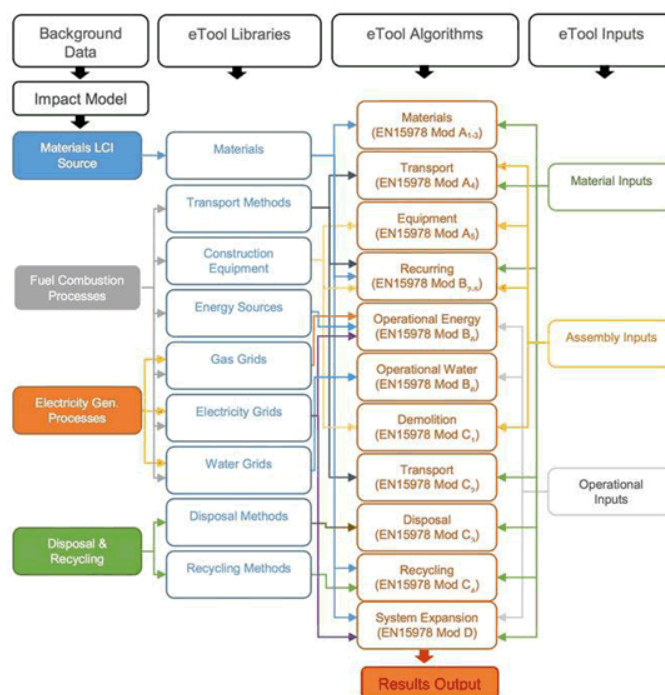 Background
Data
eTool Libraries
eTool Algorithms
eTool Inputs
Impact Model
Materials LCI
Source
Fuel Combustion
Processes
Electricity Gen.
Processes
Disposal &
Recycling
Materials
Transport Methods
Construction
Equipment
Energy Sources
Gas Grids
Electricity Grids
Water Grids
Disposal Methods
Recycling Methods
Materials
(EN15978 Mod A1-3)
Transport
(EN15978 Mod A4)
Equipment
(EN15978 Mod A5)
Recurring
(EN15978 Mod B2-5)
Operational Energy
(EN15978 Mod B6)
Operational Water
(EN15978 Mod B6)
Demolition
(EN15978 Mod C1)
Transport
(EN15978 Mod C2)
Disposal
(EN15978 Mod C3)
Recycling
(EN15978 Mod C4)
System Expansion
(EN15978 Mod D)
Results Output
Material Inputs
Assembly Inputs
Operational
Inputs